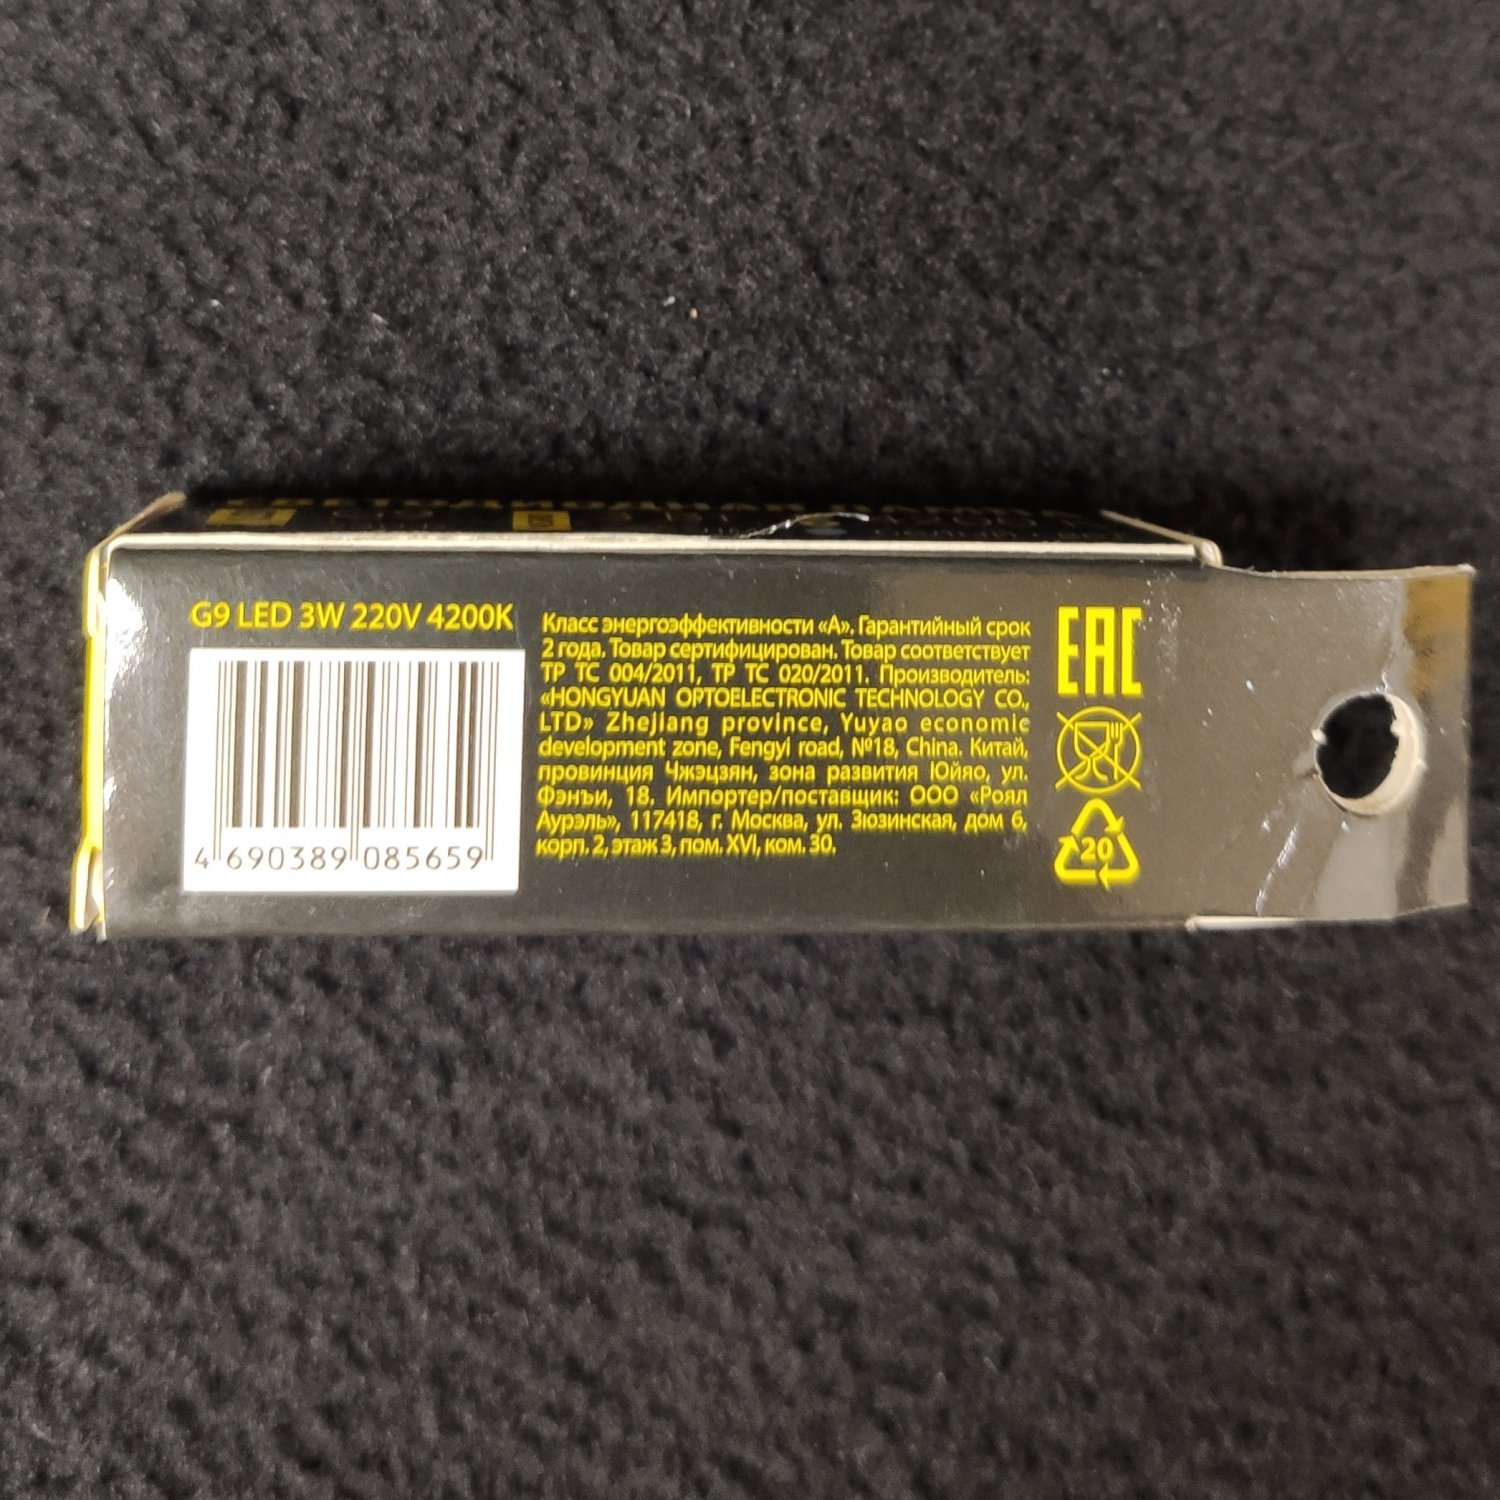 G9 LED 3W 220V 4200K
4 690389 085659
Класс энергоэффективности «А». Гарантийный срок
2 года. Товар сертифицирован. Товар соответствует
ТР ТС 004/2011, ТР ТС 020/2011. Производитель:
«HONGYUAN OPTOELECTRONIC TECHNOLOGY CO.,
LTD» Zhejiang province, Yuyao economic
development zone, Fengyi road, №18, China. Китай,
провинция Чжэцзян, зона развития Юйяо, ул.
Фэнъи, 18. Импортер/поставщик: ООО «Роял
Аурэль», 117418, г. Москва, ул. Зюзинская, дом 6,
корп. 2, этаж 3, пом. XVI, ком. 30.
EAC
20